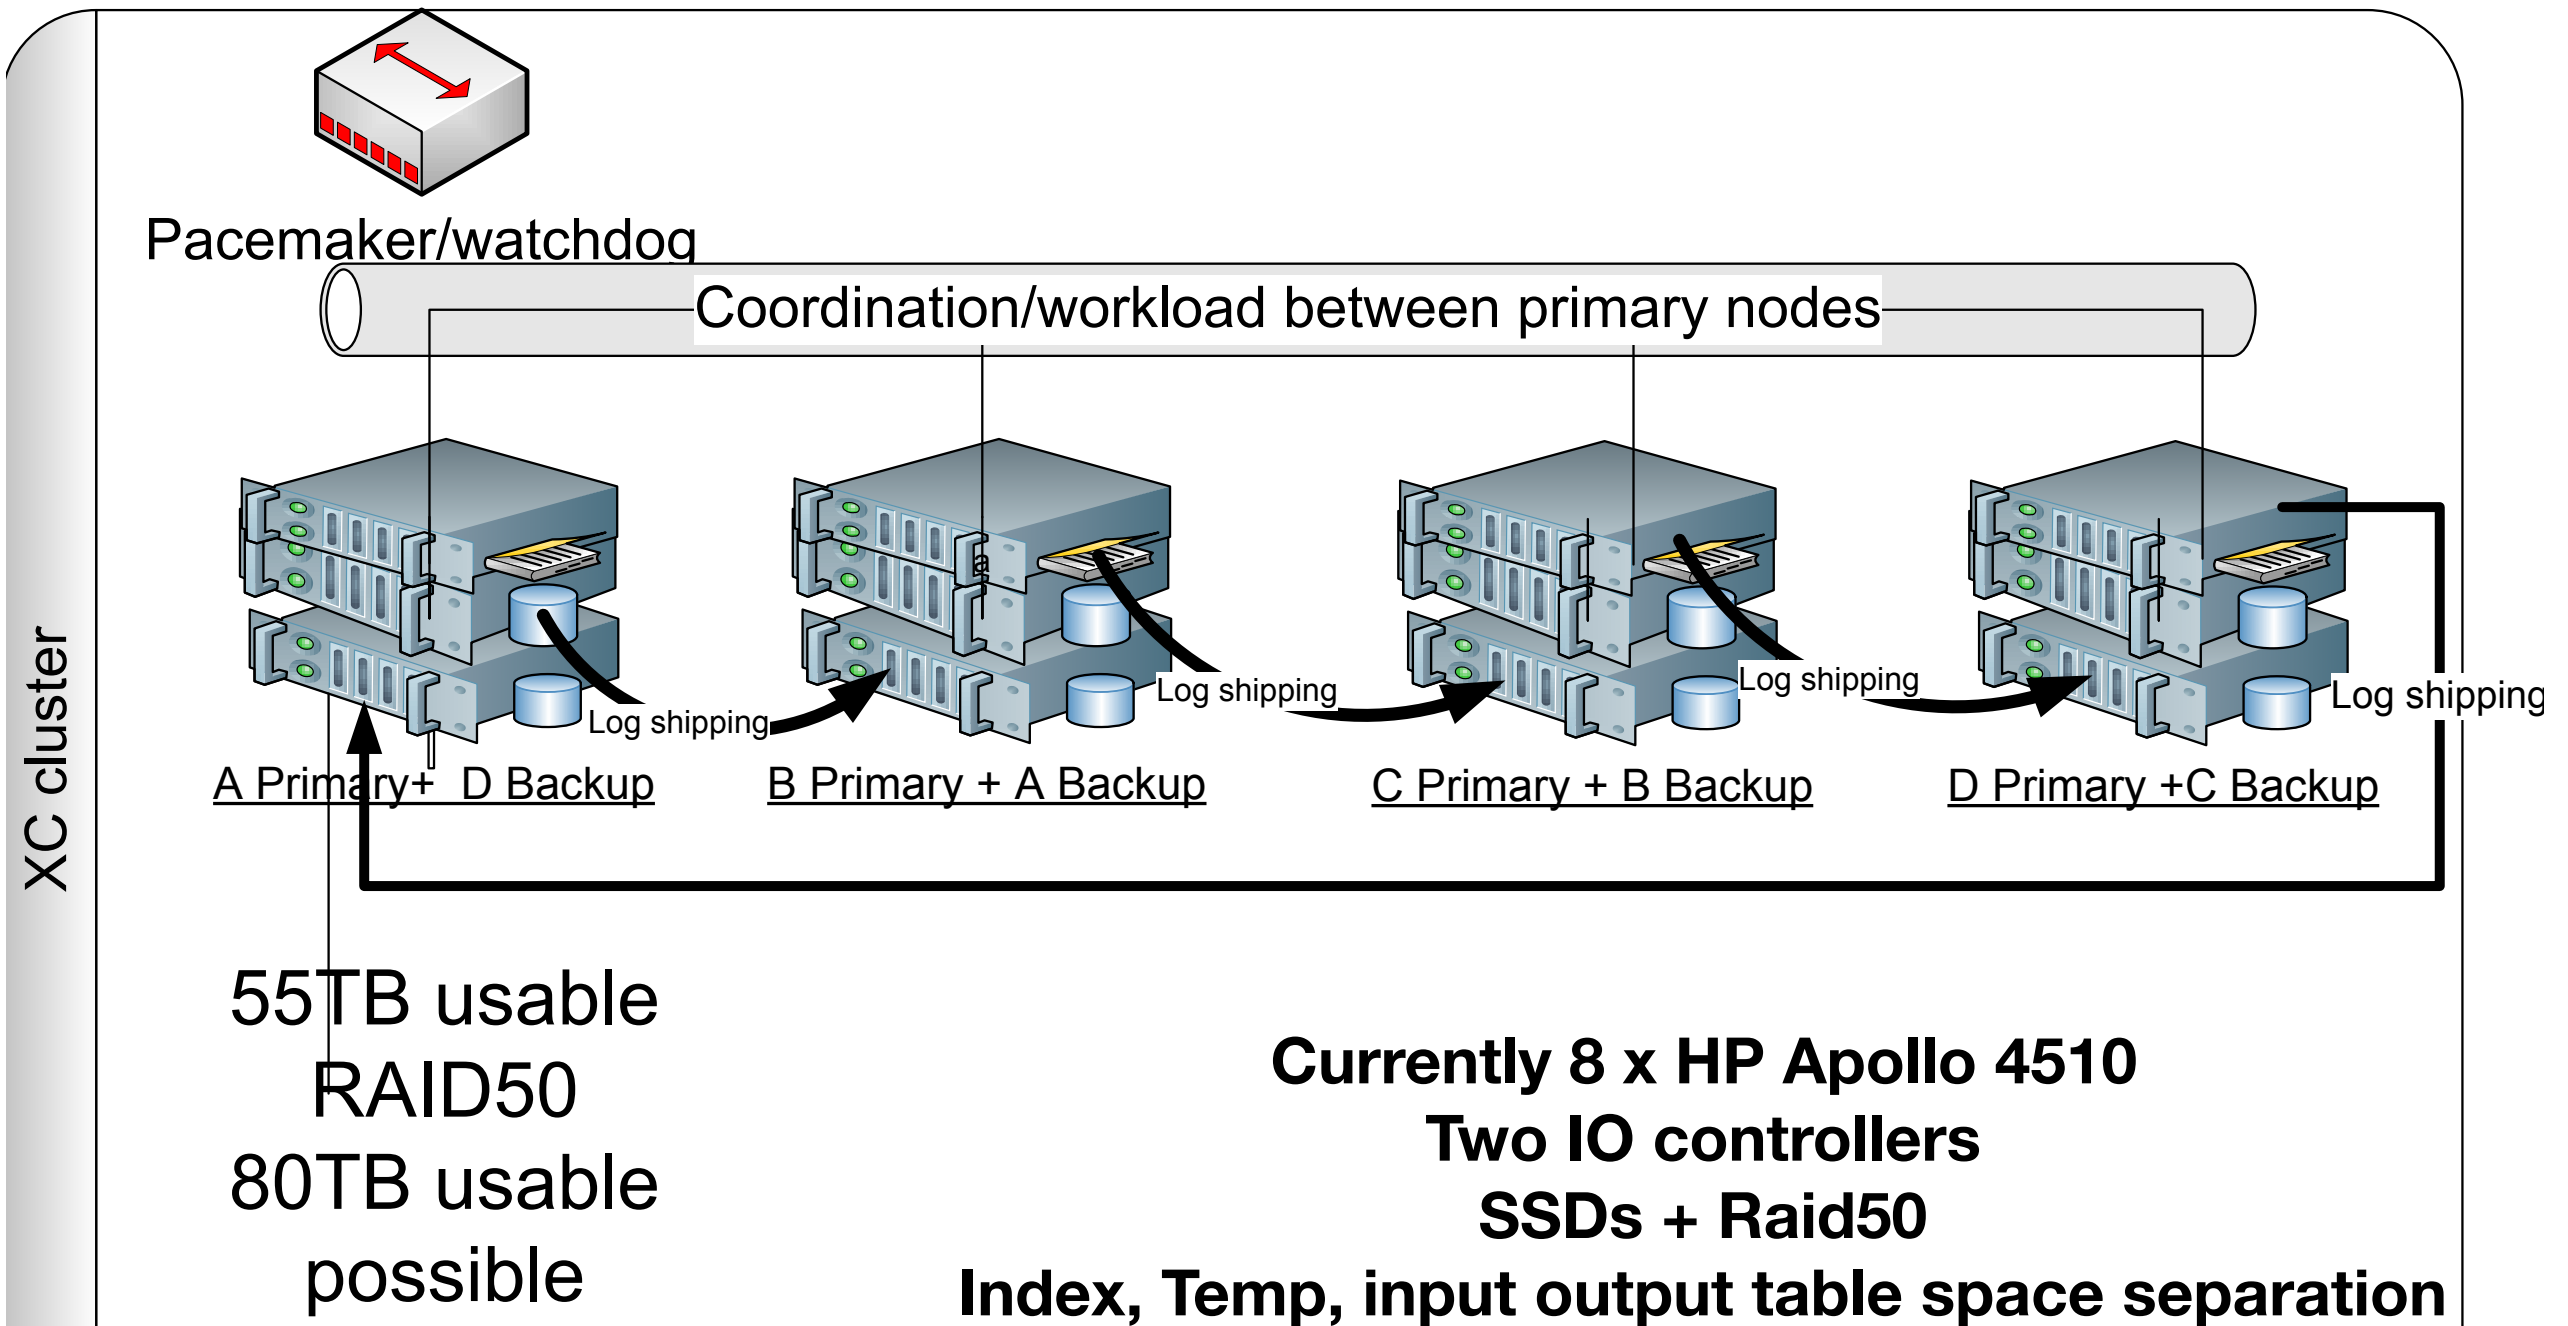 XC cluster
Pacemaker/watchdog
Coordination/workload between primary nodes
a
Log shipping
Log shipping
Log shipping
Log shipping
A Primary+  D Backup
B Primary + A Backup
C Primary + B Backup
D Primary +C Backup
55TB usable
RAID50
80TB usable
possible
Currently 8 x HP Apollo 4510
Two IO controllers
SSDs + Raid50
Index, Temp, input output table space separation